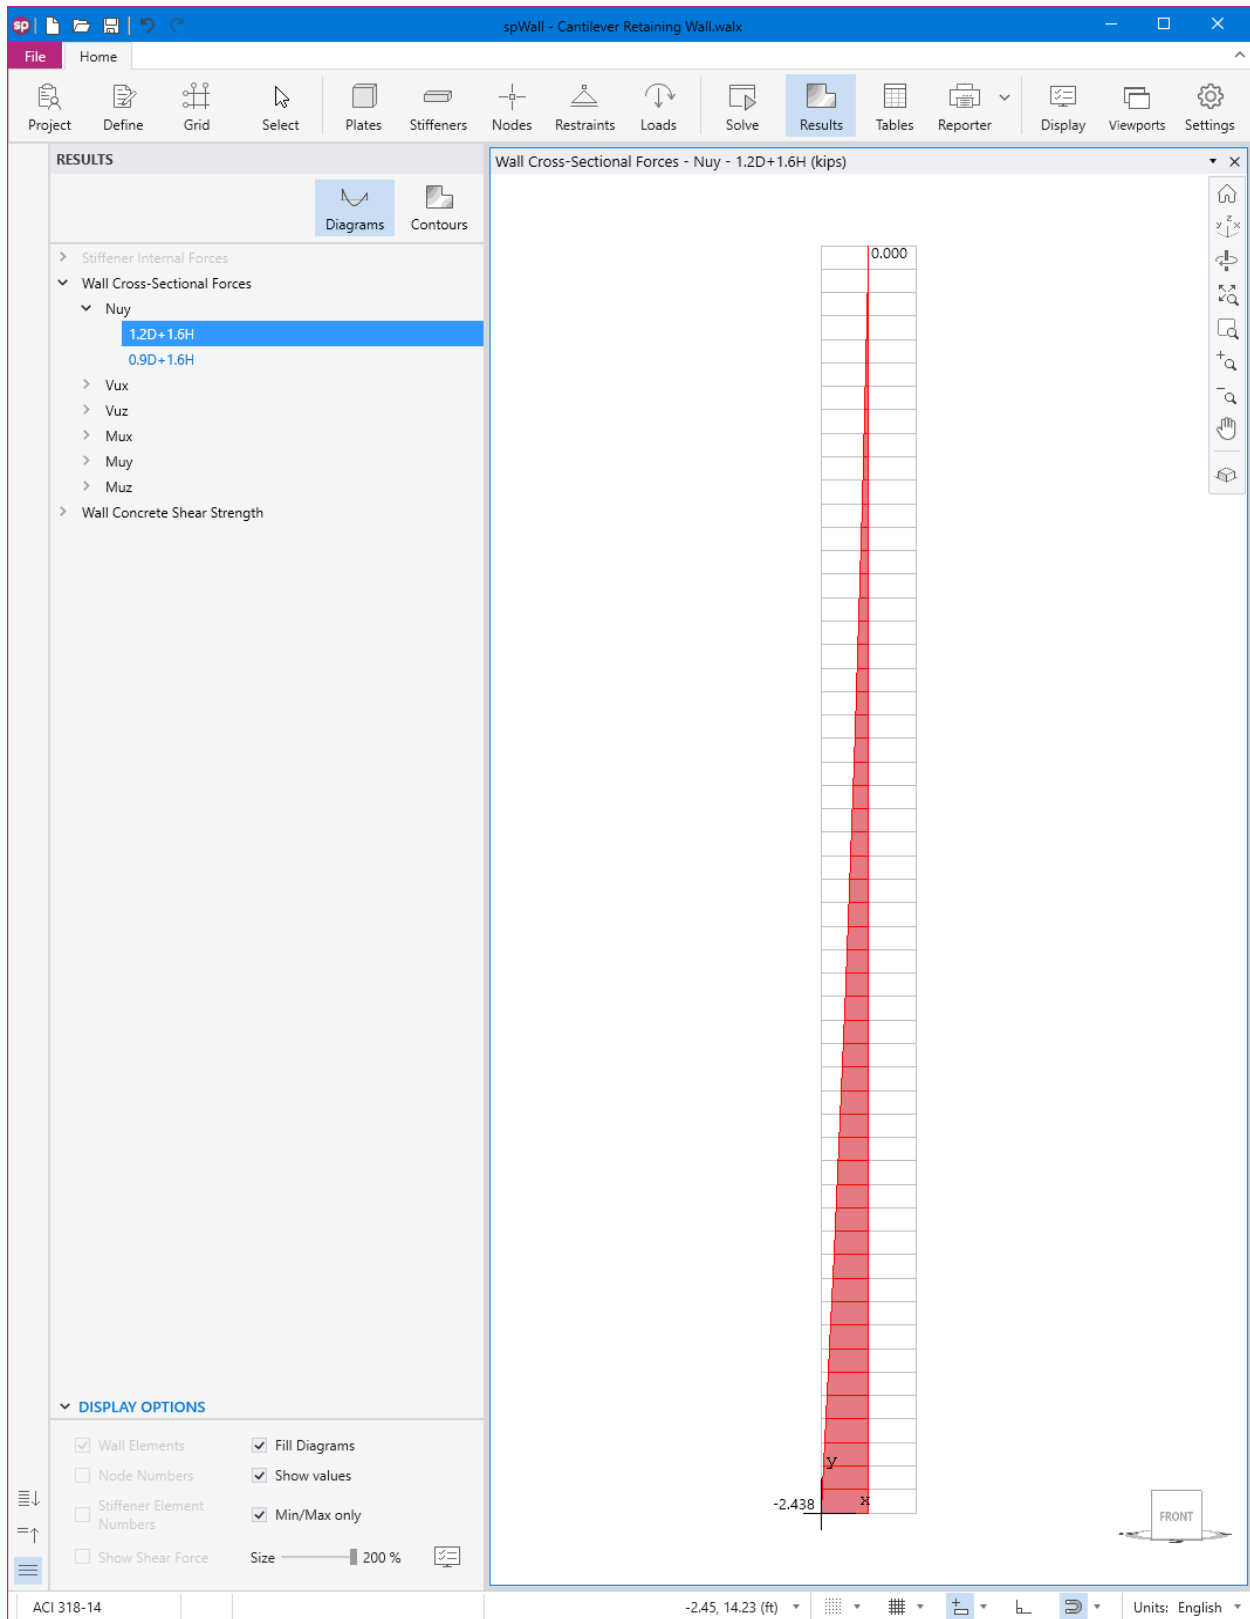 sp
spWall - Cantilever Retaining Wall.walx
File Home
Project Define Grid Select Plates Stiffeners Nodes Restraints Loads Solve Results Tables Reporter Display Viewports Settings
RESULTS
Diagrams Contours
Stiffener Internal Forces
Wall Cross-Sectional Forces
Nuy
1.2D+1.6H
0.9D+1.6H
Vux
Vuz
Mux
Muy
Muz
Wall Concrete Shear Strength
DISPLAY OPTIONS
Wall Elements Fill Diagrams
Node Numbers Show values
Stiffener Element
Numbers
Min/Max only
Show Shear Force Size 200 %
Wall Cross-Sectional Forces - Nuy - 1.2D+1.6H (kips)
y z x
0.000
y
-2.438 x
FRONT
ACI 318-14 -2.45, 14.23 (ft) Units: English